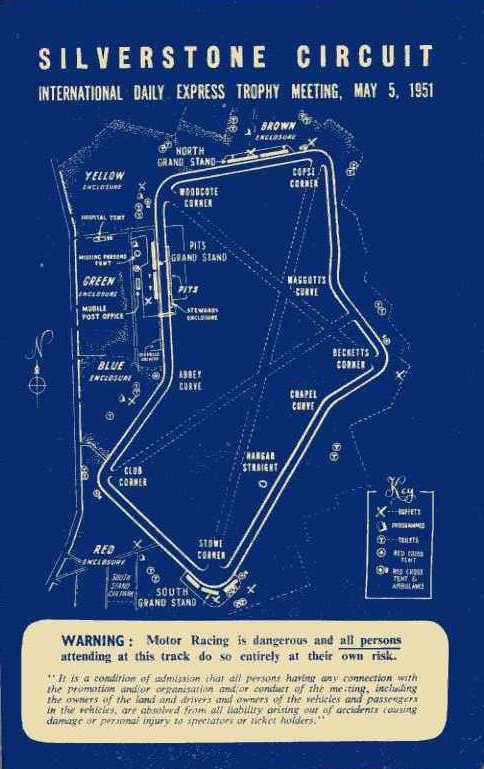 SILVERSTONE CIRCUIT
INTERNATIONAL DAILY EXPRESS TROPHY MEETING, MAY 5, 1951
BROWN
ENCLOSURE
NORTH
GRAND STAND
COPSE
CORNER
YELLOW
ENCLOSURE
WOODCOTE
CORNER
HOSPITAL TENT
MISSING PERSONS
TENT
PITS
GRAND STAND
GREEN
ENCLOSURE
PITS
MAGGOTTS
CURVE
MOBILE
POST OFFICE
STEWARDS
ENCLOSURE
N
BLUE
ENCLOSURE
ABBEY
CURVE
BECKETTS
CORNER
CHAPEL
CURVE
CLUB
CORNER
HANGAR
STRAIGHT
Key
BUFFETS
PROGRAMMES
TOILETS
RED CROSS
TENT
RED CROSS
TENT &
AMBULANCE
STOWE
CORNER
RED
ENCLOSURE
SOUTH
STAND
CAR PARK
SOUTH
GRAND STAND
WARNING: Motor Racing is dangerous and all persons
attending at this track do so entirely at their own risk.
"It is a condition of admission that all persons having any connection with
the promotion and/or organisation and/or conduct of the meeting, including
the owners of the land and drivers and owners of the vehicles and passengers
in the vehicles, are absolved from all liability arising out of accidents causing
damage or personal injury to spectators or ticket holders."